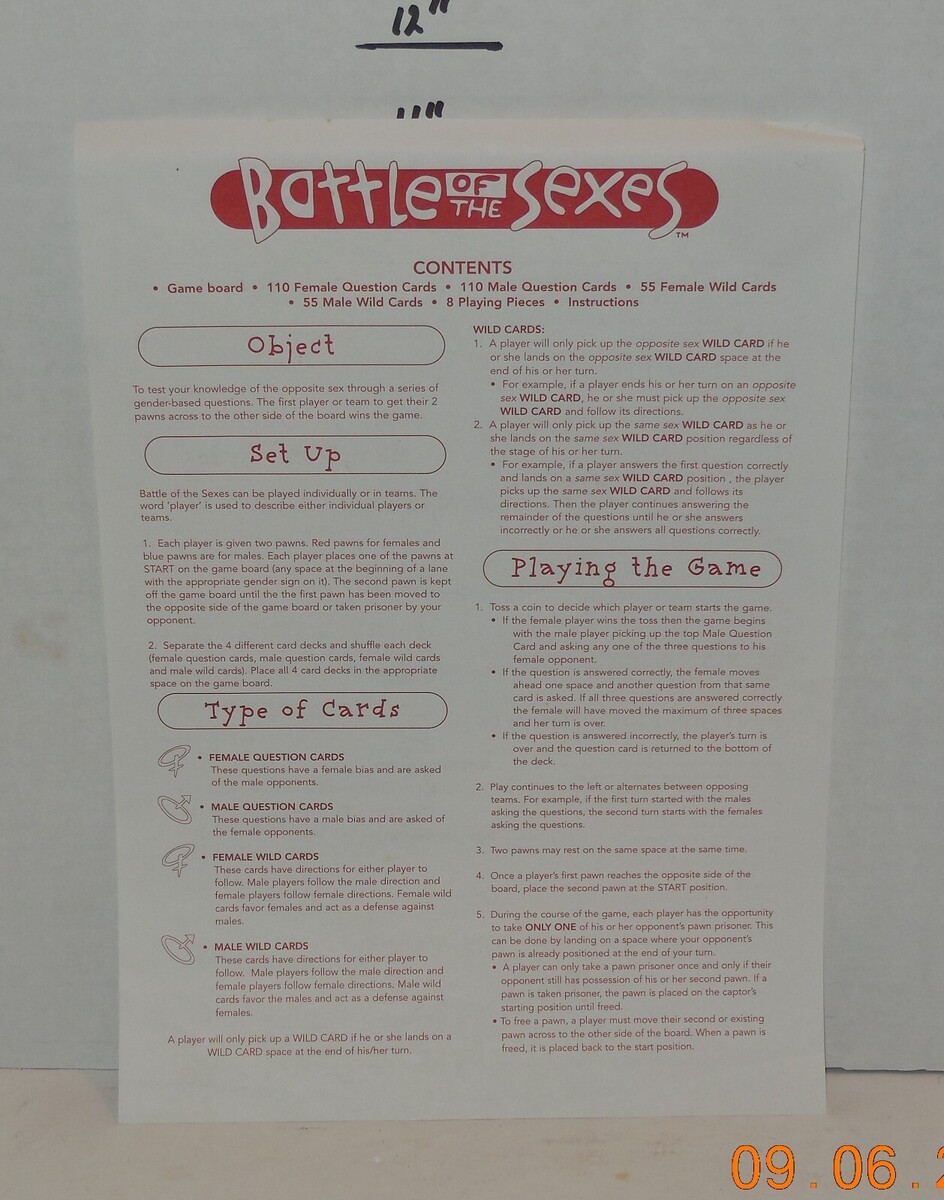 12"
11"
Battle OF THE Sexes™
CONTENTS
• Game board • 110 Female Question Cards • 110 Male Question Cards • 55 Female Wild Cards
• 55 Male Wild Cards • 8 Playing Pieces • Instructions
Object
To test your knowledge of the opposite sex through a series of
gender-based questions. The first player or team to get their 2
pawns across to the other side of the board wins the game.
Set Up
Battle of the Sexes can be played individually or in teams. The
word 'player' is used to describe either individual players or
teams.
1. Each player is given two pawns. Red pawns for females and
blue pawns are for males. Each player places one of the pawns at
START on the game board (any space at the beginning of a lane
with the appropriate gender sign on it). The second pawn is kept
off the game board until the the first pawn has been moved to
the opposite side of the game board or taken prisoner by your
opponent.
2. Separate the 4 different card decks and shuffle each deck
(female question cards, male question cards, female wild cards
and male wild cards). Place all 4 card decks in the appropriate
space on the game board.
Type of Cards
• FEMALE QUESTION CARDS
These questions have a female bias and are asked
of the male opponents.
• MALE QUESTION CARDS
These questions have a male bias and are asked of
the female opponents.
• FEMALE WILD CARDS
These cards have directions for either player to
follow. Male players follow the male direction and
female players follow female directions. Female wild
cards favor females and act as a defense against
males.
• MALE WILD CARDS
These cards have directions for either player to
follow. Male players follow the male direction and
female players follow female directions. Male wild
cards favor the males and act as a defense against
females.
A player will only pick up a WILD CARD if he or she lands on a
WILD CARD space at the end of his/her turn.
WILD CARDS:
1. A player will only pick up the opposite sex WILD CARD if he
or she lands on the opposite sex WILD CARD space at the
end of his or her turn.
• For example, if a player ends his or her turn on an opposite
sex WILD CARD, he or she must pick up the opposite sex
WILD CARD and follow its directions.
2. A player will only pick up the same sex WILD CARD as he or
she lands on the same sex WILD CARD position regardless of
the stage of his or her turn.
• For example, if a player answers the first question correctly
and lands on a same sex WILD CARD position , the player
picks up the same sex WILD CARD and follows its
directions. Then the player continues answering the
remainder of the questions until he or she answers
incorrectly or he or she answers all questions correctly.
Playing the Game
1. Toss a coin to decide which player or team starts the game.
• If the female player wins the toss then the game begins
with the male player picking up the top Male Question
Card and asking any one of the three questions to his
female opponent.
• If the question is answered correctly, the female moves
ahead one space and another question from that same
card is asked. If all three questions are answered correctly
the female will have moved the maximum of three spaces
and her turn is over.
• If the question is answered incorrectly, the player's turn is
over and the question card is returned to the bottom of
the deck.
2. Play continues to the left or alternates between opposing
teams. For example, if the first turn started with the males
asking the questions, the second turn starts with the females
asking the questions.
3. Two pawns may rest on the same space at the same time.
4. Once a player's first pawn reaches the opposite side of the
board, place the second pawn at the START position.
5. During the course of the game, each player has the opportunity
to take ONLY ONE of his or her opponent's pawn prisoner. This
can be done by landing on a space where your opponent's
pawn is already positioned at the end of your turn.
• A player can only take a pawn prisoner once and only if their
opponent still has possession of his or her second pawn. If a
pawn is taken prisoner, the pawn is placed on the captor's
starting position until freed.
• To free a pawn, a player must move their second or existing
pawn across to the other side of the board. When a pawn is
freed, it is placed back to the start position.
09.06.2